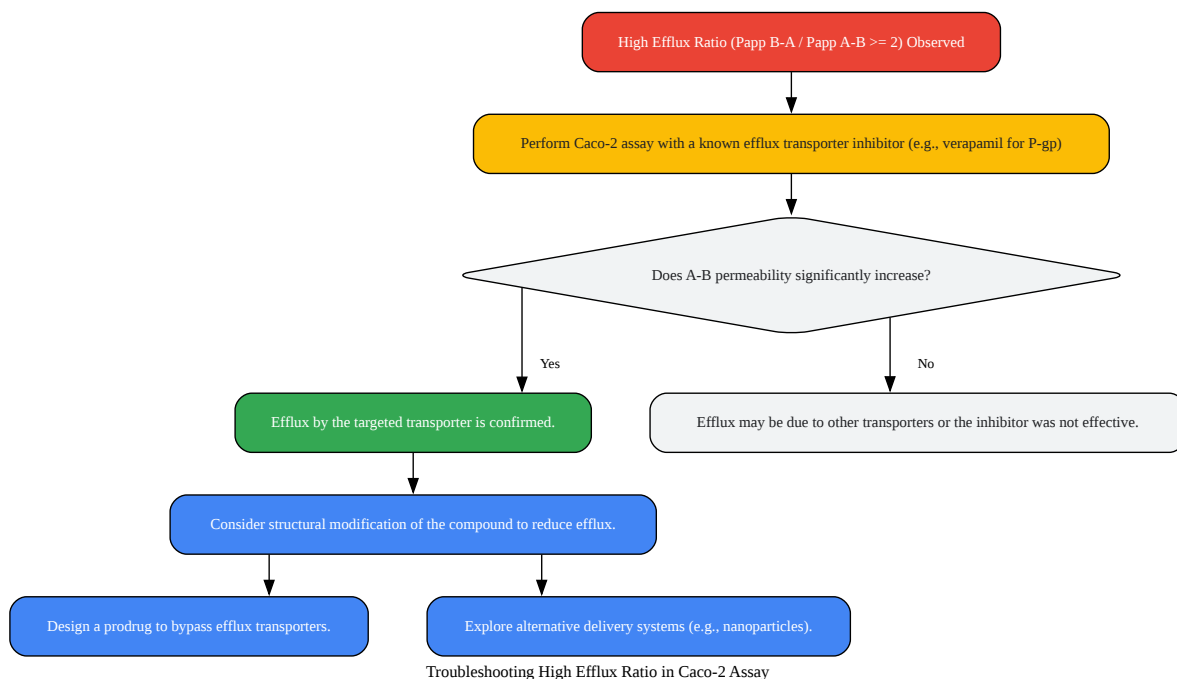 High Efflux Ratio (Papp B-A / Papp A-B >= 2) Observed
Perform Caco-2 assay with a known efflux transporter inhibitor (e.g., verapamil for P-gp)
Does A-B permeability significantly increase?
Yes
No
Efflux by the targeted transporter is confirmed.
Efflux may be due to other transporters or the inhibitor was not effective.
Consider structural modification of the compound to reduce efflux.
Design a prodrug to bypass efflux transporters.
Explore alternative delivery systems (e.g., nanoparticles).
Troubleshooting High Efflux Ratio in Caco-2 Assay